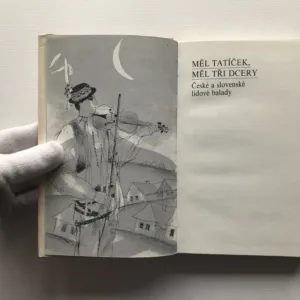 MĚL TATÍČEK,
MĚL TŘI DCERY
České a slovenské
lidové balady